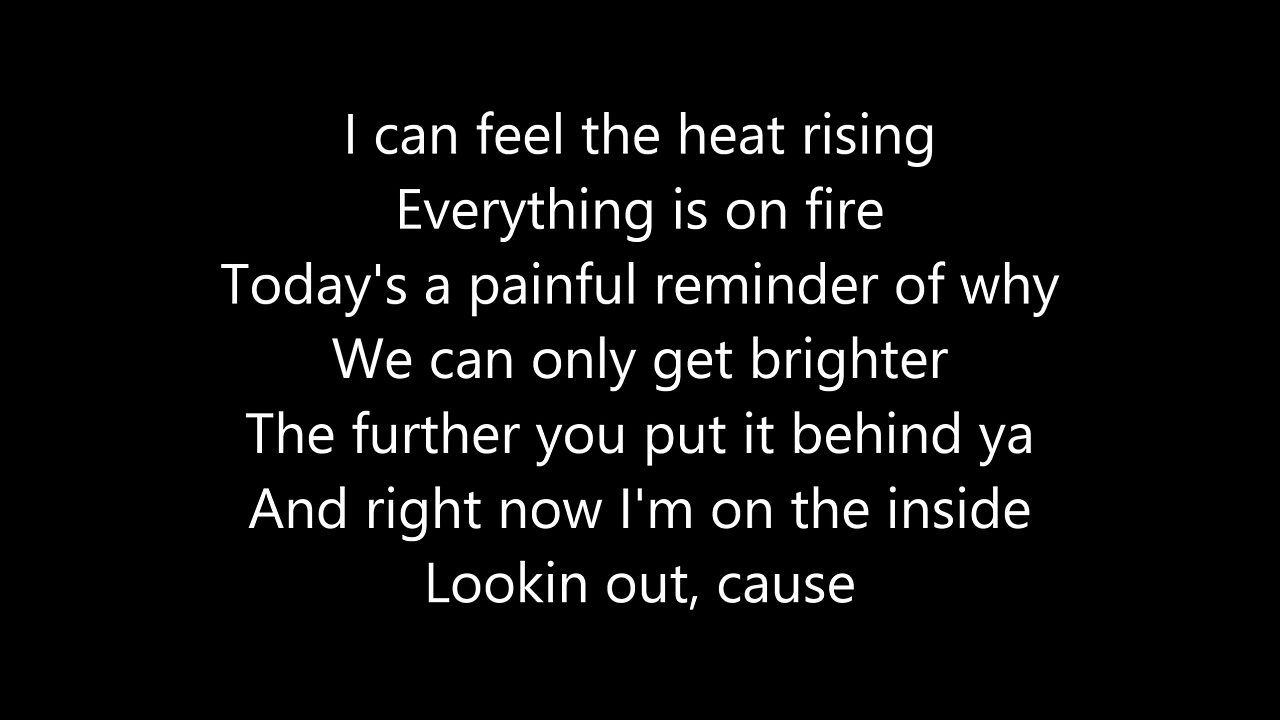 I can feel the heat rising
Everything is on fire
Today's a painful reminder of why
We can only get brighter
The further you put it behind ya
And right now I'm on the inside
Lookin out, cause